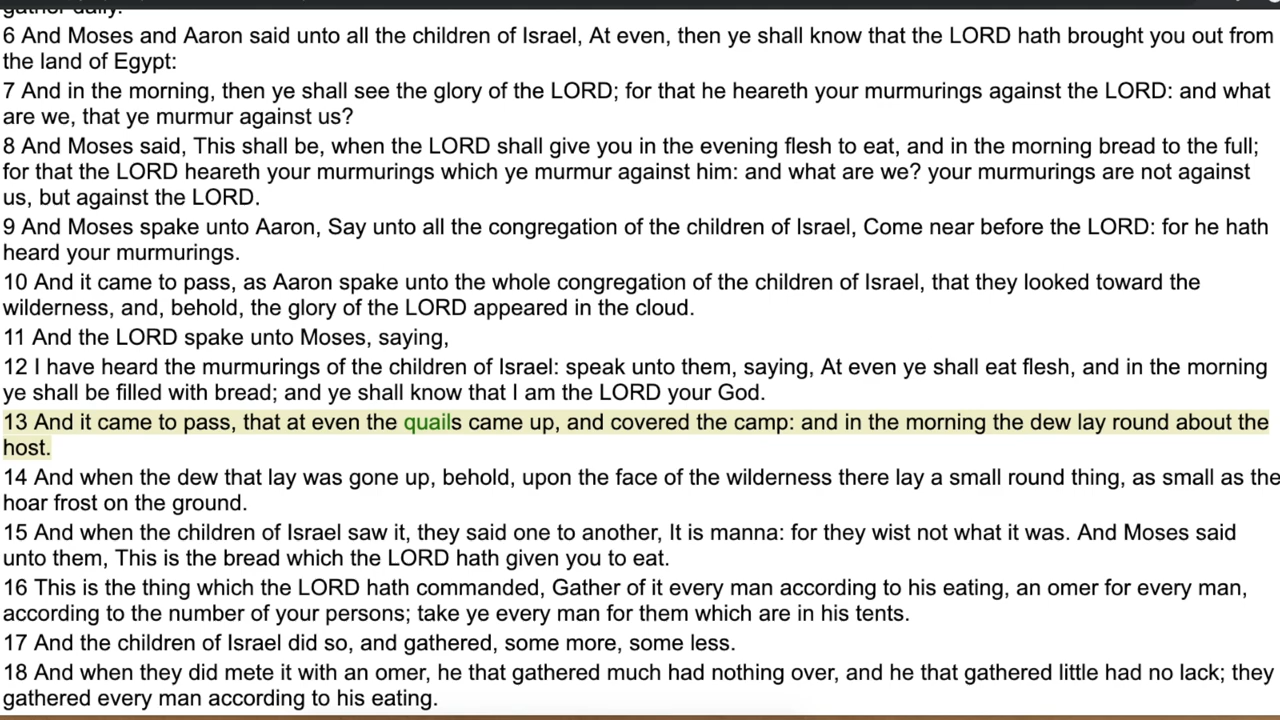 gather daily.
6 And Moses and Aaron said unto all the children of Israel, At even, then ye shall know that the LORD hath brought you out from
the land of Egypt:
7 And in the morning, then ye shall see the glory of the LORD; for that he heareth your murmurings against the LORD: and what
are we, that ye murmur against us?
8 And Moses said, This shall be, when the LORD shall give you in the evening flesh to eat, and in the morning bread to the full;
for that the LORD heareth your murmurings which ye murmur against him: and what are we? your murmurings are not against
us, but against the LORD.
9 And Moses spake unto Aaron, Say unto all the congregation of the children of Israel, Come near before the LORD: for he hath
heard your murmurings.
10 And it came to pass, as Aaron spake unto the whole congregation of the children of Israel, that they looked toward the
wilderness, and, behold, the glory of the LORD appeared in the cloud.
11 And the LORD spake unto Moses, saying,
12 I have heard the murmurings of the children of Israel: speak unto them, saying, At even ye shall eat flesh, and in the morning
ye shall be filled with bread; and ye shall know that I am the LORD your God.
13 And it came to pass, that at even the quails came up, and covered the camp: and in the morning the dew lay round about the
host.
14 And when the dew that lay was gone up, behold, upon the face of the wilderness there lay a small round thing, as small as the
hoar frost on the ground.
15 And when the children of Israel saw it, they said one to another, It is manna: for they wist not what it was. And Moses said
unto them, This is the bread which the LORD hath given you to eat.
16 This is the thing which the LORD hath commanded, Gather of it every man according to his eating, an omer for every man,
according to the number of your persons; take ye every man for them which are in his tents.
17 And the children of Israel did so, and gathered, some more, some less.
18 And when they did mete it with an omer, he that gathered much had nothing over, and he that gathered little had no lack; they
gathered every man according to his eating.